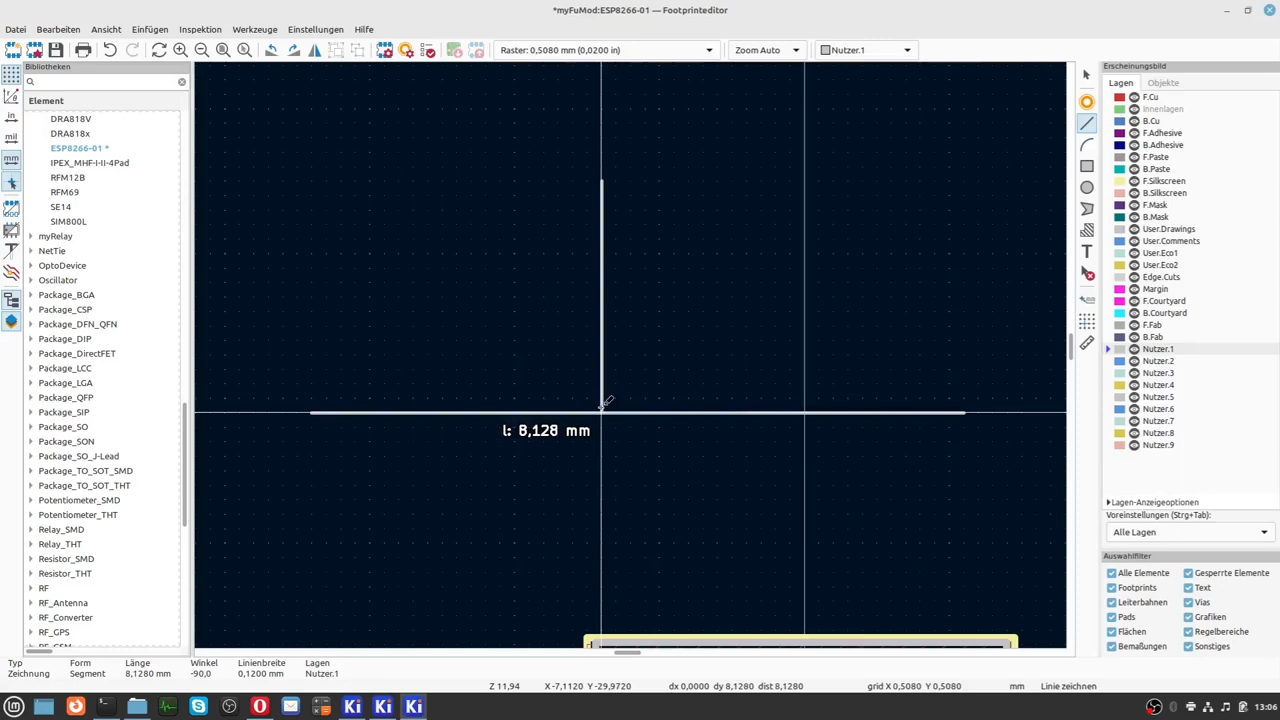 *myFuMod:ESP8266-01 — Footprinteditor
Datei Bearbeiten Ansicht Einfügen Inspektion Werkzeuge Einstellungen Hilfe
Raster: 0,5080 mm (0,0200 in) Zoom Auto Nutzer.1
Bibliotheken
Element
DRA818V
DRA818x
ESP8266-01 *
IPEX_MHF-I-II-4Pad
RFM12B
RFM69
SE14
SIM800L
myRelay
NetTie
OptoDevice
Oscillator
Package_BGA
Package_CSP
Package_DFN_QFN
Package_DIP
Package_DirectFET
Package_LCC
Package_LGA
Package_QFP
Package_SIP
Package_SO
Package_SON
Package_SO_J-Lead
Package_TO_SOT_SMD
Package_TO_SOT_THT
Potentiometer_SMD
Potentiometer_THT
Relay_SMD
Relay_THT
Resistor_SMD
Resistor_THT
RF
RF_Antenna
RF_Converter
RF_GPS
RF_GSM
in
mil
mm
l: 8,128 mm
T
Erscheinungsbild
Lagen Objekte
F.Cu
Innenlagen
B.Cu
F.Adhesive
B.Adhesive
F.Paste
B.Paste
F.Silkscreen
B.Silkscreen
F.Mask
B.Mask
User.Drawings
User.Comments
User.Eco1
User.Eco2
Edge.Cuts
Margin
F.Courtyard
B.Courtyard
F.Fab
B.Fab
Nutzer.1
Nutzer.2
Nutzer.3
Nutzer.4
Nutzer.5
Nutzer.6
Nutzer.7
Nutzer.8
Nutzer.9
Lagen-Anzeigeoptionen
Voreinstellungen (Strg+Tab):
Alle Lagen
Auswahlfilter
Alle Elemente Gesperrte Elemente
Footprints Text
Leiterbahnen Vias
Pads Grafiken
Flächen Regelbereiche
Bemaßungen Sonstiges
Typ Form Länge Winkel Linienbreite Lagen
Zeichnung Segment 8,1280 mm -90,0 0,1200 mm Nutzer.1
Z 11,94 X -7,1120 Y -29,9720 dx 0,0000 dy 8,1280 dist 8,1280 grid X 0,5080 Y 0,5080 mm Linie zeichnen
Ki Ki Ki
13:06